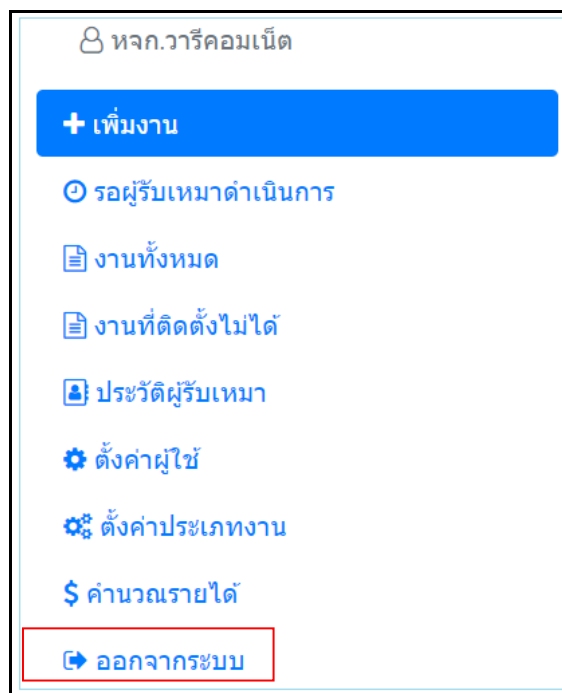 หจก.วารีคอมเน็ต
เพิ่มงาน
รอผู้รับเหมาดำเนินการ
งานทั้งหมด
งานที่ติดตั้งไม่ได้
ประวัติผู้รับเหมา
ตั้งค่าผู้ใช้
ตั้งค่าประเภทงาน
$ คำนวณรายได้
ออกจากระบบ